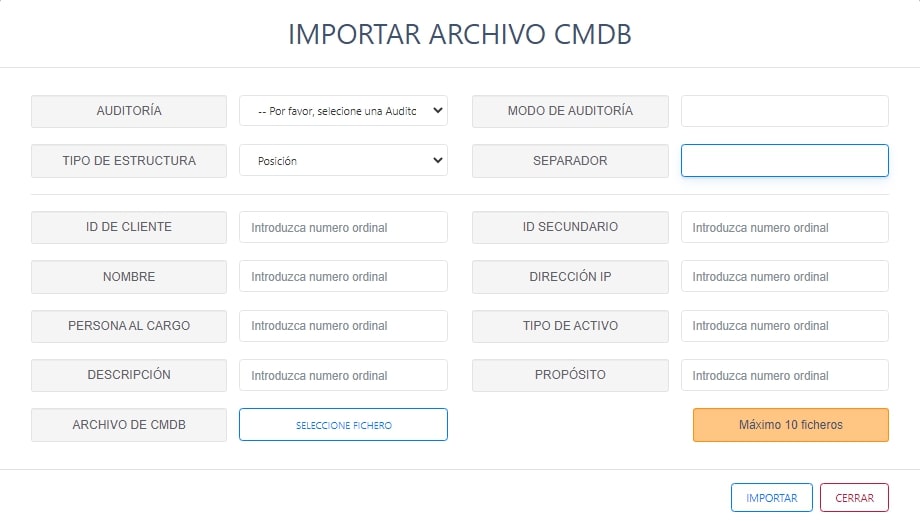 IMPORTAR ARCHIVO CMDB
AUDITORÍA -- Por favor, selecione una Auditc MODO DE AUDITORÍA
TIPO DE ESTRUCTURA Posición SEPARADOR
ID DE CLIENTE Introduzca numero ordinal ID SECUNDARIO Introduzca numero ordinal
NOMBRE Introduzca numero ordinal DIRECCIÓN IP Introduzca numero ordinal
PERSONA AL CARGO Introduzca numero ordinal TIPO DE ACTIVO Introduzca numero ordinal
DESCRIPCIÓN Introduzca numero ordinal PROPÓSITO Introduzca numero ordinal
ARCHIVO DE CMDB SELECCIONE FICHERO Máximo 10 ficheros
IMPORTAR CERRAR